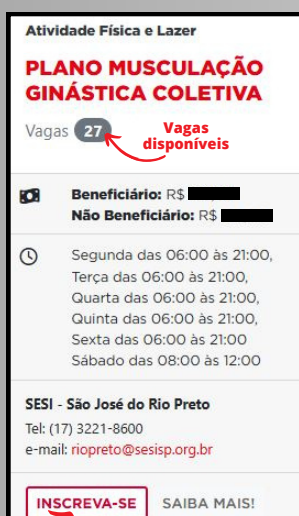 Atividade Física e Lazer
PLANO MUSCULAÇÃO
GINÁSTICA COLETIVA
Vagas 27
Vagas
disponíveis
Beneficiário: R$
Não Beneficiário: R$
Segunda das 06:00 às 21:00,
Terça das 06:00 às 21:00,
Quarta das 06:00 às 21:00,
Quinta das 06:00 às 21:00,
Sexta das 06:00 às 21:00
Sábado das 08:00 às 12:00
SESI - São José do Rio Preto
Tel: (17) 3221-8600
e-mail: riopreto@sesisp.org.br
INSCREVA-SE SAIBA MAIS!